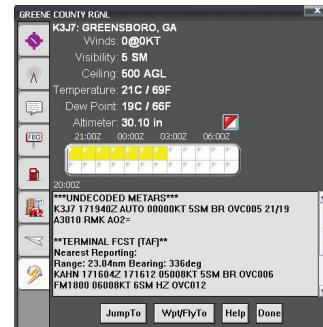 GREENE COUNTY RGNL
K3J7: GREENSBORO, GA
Winds: 0@0KT
Visibility: 5 SM
Ceiling: 500 AGL
Temperature: 21C / 69F
Dew Point: 19C / 66F
Altimeter: 30.10 in
21:00Z 00:00Z 03:00Z 06:00Z
20:00Z
FBO
***UNDECODED METARS***
K3J7 171940Z AUTO 00000KT 5SM BR OVC005 21/19
A3010 RMK AO2=
**TERMINAL FCST (TAF)**
Nearest Reporting:
Range: 23.04nm Bearing: 336deg
KAHN 171604Z 171612 05008KT 5SM BR OVC006
FM1800 06008KT 6SM HZ OVC012
JumpTo Wpt/FlyTo Help Done